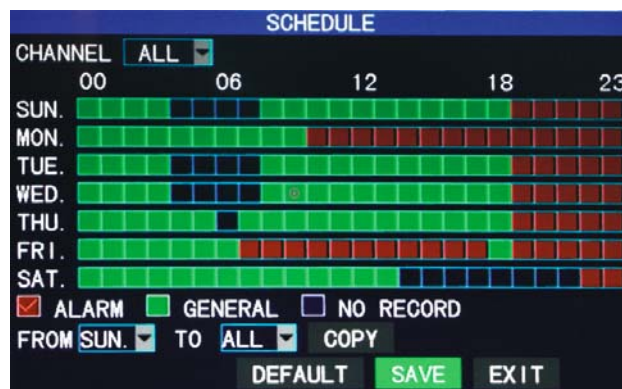 SCHEDULE
CHANNEL ALL
00 06 12 18 23
SUN.
MON.
TUE.
WED.
THU.
FRI.
SAT.
ALARM GENERAL NO RECORD
FROM SUN. TO ALL COPY
DEFAULT SAVE EXIT